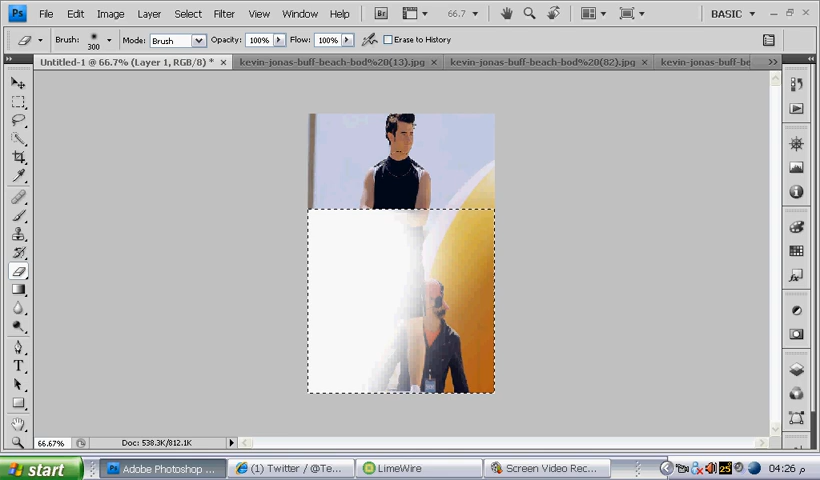 Ps File Edit Image Layer Select Filter View Window Help Br 66.7 BASIC
Brush: 300 Mode: Brush Opacity: 100% Flow: 100% Erase to History
Untitled-1 @ 66.7% (Layer 1, RGB/8) * × kevin-jonas-buff-beach-bod%20(13).jpg × kevin-jonas-buff-beach-bod%20(82).jpg × kevin-jonas-buff-be
T
66.67% Doc: 538.3K/812.1K
start Ps Adobe Photoshop ... (1) Twitter / @Te... LimeWire Screen Video Rec... 25 04:26 م